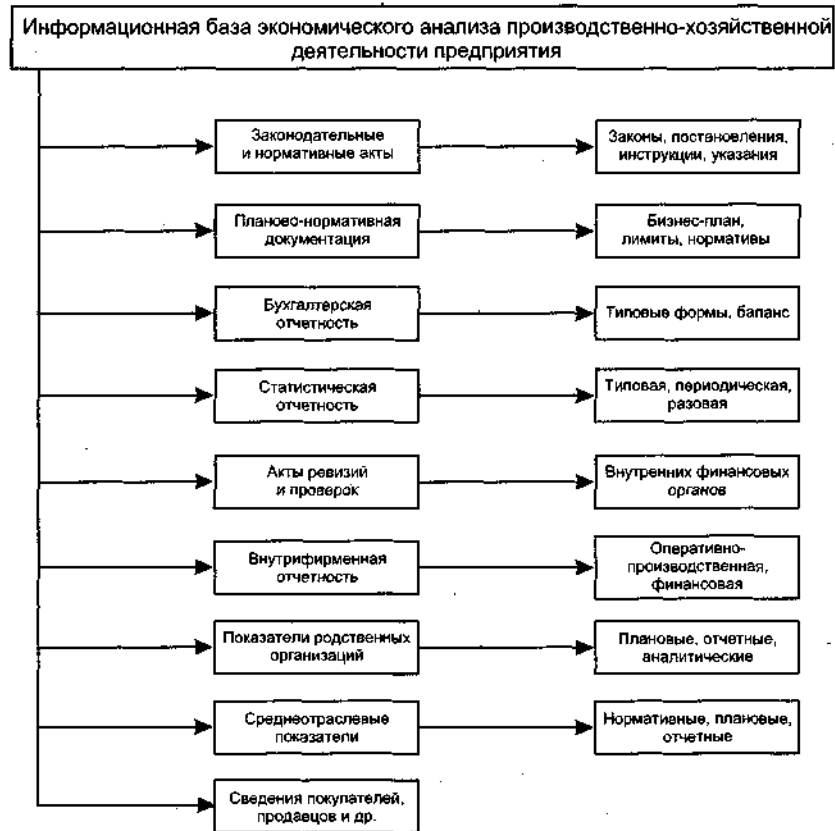 Информационная база экономического анализа производственно-хозяйственной
деятельности предприятия
Законодательные
и нормативные акты
Законы, постановления,
инструкции, указания
Планово-нормативная
документация
Бизнес-план,
лимиты, нормативы
Бухгалтерская
отчетность
Типовые формы, баланс
Статистическая
отчетность
Типовая, периодическая,
разовая
Акты ревизий
и проверок
Внутренних финансовых
органов
Внутрифирменная
отчетность
Оперативно-
производственная,
финансовая
Показатели родственных
организаций
Плановые, отчетные,
аналитические
Среднеотраслевые
показатели
Нормативные, плановые,
отчетные
Сведения покупателей,
продавцов и др.